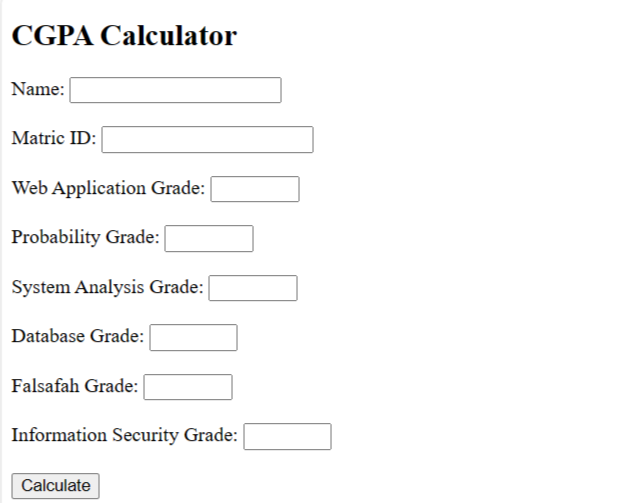 CGPA Calculator
Name:
Matric ID:
Web Application Grade:
Probability Grade:
System Analysis Grade:
Database Grade:
Falsafah Grade:
Information Security Grade:
Calculate